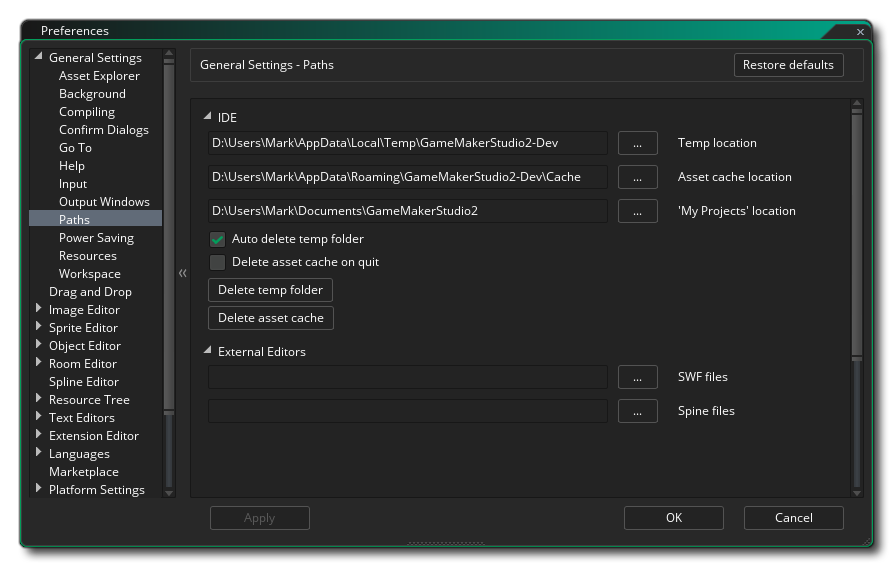 Preferences
General Settings
Asset Explorer
Background
Compiling
Confirm Dialogs
Go To
Help
Input
Output Windows
Paths
Power Saving
Resources
Workspace
Drag and Drop
Image Editor
Sprite Editor
Object Editor
Room Editor
Spline Editor
Resource Tree
Text Editors
Extension Editor
Languages
Marketplace
Platform Settings
General Settings - Paths
Restore defaults
IDE
D:\Users\Mark\AppData\Local\Temp\GameMakerStudio2-Dev ... Temp location
D:\Users\Mark\AppData\Roaming\GameMakerStudio2-Dev\Cache ... Asset cache location
D:\Users\Mark\Documents\GameMakerStudio2 ... 'My Projects' location
Auto delete temp folder
Delete asset cache on quit
Delete temp folder
Delete asset cache
External Editors
... SWF files
... Spine files
Apply OK Cancel